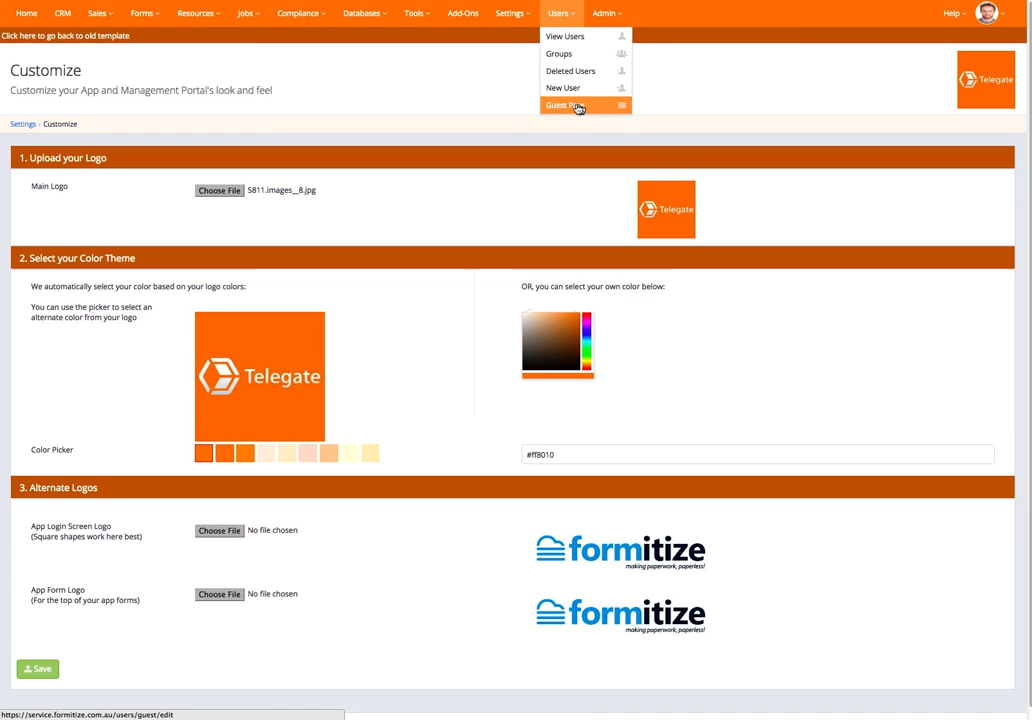 Home CRM Sales Forms Resources Jobs Compliance Databases Tools Add-Ons Settings Users Admin Help
Click here to go back to old template
View Users
Groups
Deleted Users
New User
Guest
Customize
Customize your App and Management Portal's look and feel
Telegate
Settings › Customize
1. Upload your Logo
Main Logo Choose File 5811.images__8.jpg
Telegate
2. Select your Color Theme
We automatically select your color based on your logo colors: OR, you can select your own color below:
You can use the picker to select an
alternate color from your logo
Telegate
Color Picker #ff8010
3. Alternate Logos
App Login Screen Logo
(Square shapes work here best)
Choose File No file chosen
formitize
making paperwork, paperless!
App Form Logo
(For the top of your app forms)
Choose File No file chosen
formitize
making paperwork, paperless!
Save
https://service.formitize.com.au/users/guest/edit